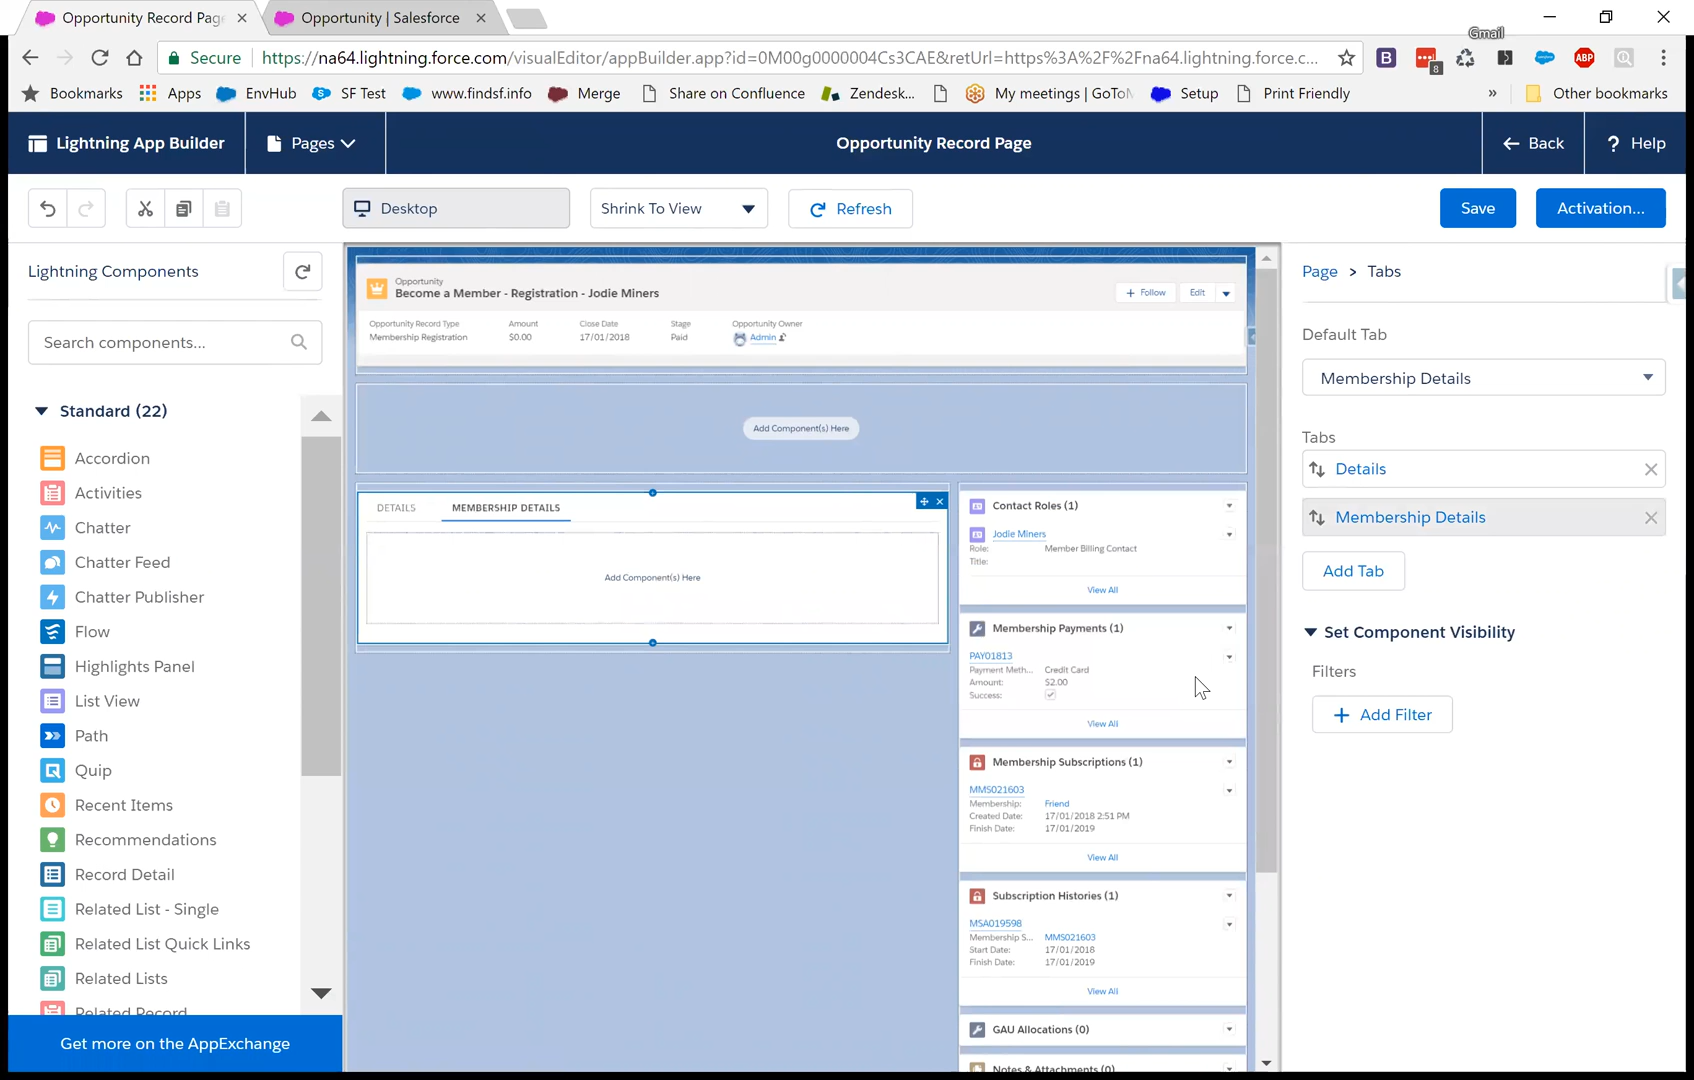 Opportunity Record Pag
Opportunity | Salesforce
Gmail
Secure
https://na64.lightning.force.com/visualEditor/appBuilder.app?id=0M00g0000004Cs3CAE&retUrl=https%3A%2F%2Fna64.lightning.force.c...
ABP
8
Bookmarks
Apps
EnvHub
SF Test
www.findsf.info
Merge
Share on Confluence
Zendesk...
My meetings | GoToM
Setup
Print Friendly
»
Other bookmarks
Lightning App Builder
Pages
Opportunity Record Page
Back
? Help
Desktop
Shrink To View
Refresh
Save
Activation...
Lightning Components
Search components...
Standard (22)
Accordion
Activities
Chatter
Chatter Feed
Chatter Publisher
Flow
Highlights Panel
List View
Path
Quip
Recent Items
Recommendations
Record Detail
Related List - Single
Related List Quick Links
Related Lists
Related Record
Get more on the AppExchange
Opportunity
Become a Member - Registration - Jodie Miners
+ Follow
Edit
Opportunity Record Type
Amount
Close Date
Stage
Opportunity Owner
Membership Registration
$0.00
17/01/2018
Paid
Admin
Add Component(s) Here
DETAILS
MEMBERSHIP DETAILS
Add Component(s) Here
Contact Roles (1)
Jodie Miners
Role: Member Billing Contact
Title:
View All
Membership Payments (1)
PAY01813
Payment Meth... Credit Card
Amount: $2.00
Success:
View All
Membership Subscriptions (1)
MMS021603
Membership: Friend
Created Date: 17/01/2018 2:51 PM
Finish Date: 17/01/2019
View All
Subscription Histories (1)
MSA019598
Membership S... MMS021603
Start Date: 17/01/2018
Finish Date: 17/01/2019
View All
GAU Allocations (0)
Notes & Attachments (0)
Page > Tabs
Default Tab
Membership Details
Tabs
Details
Membership Details
Add Tab
Set Component Visibility
Filters
+ Add Filter